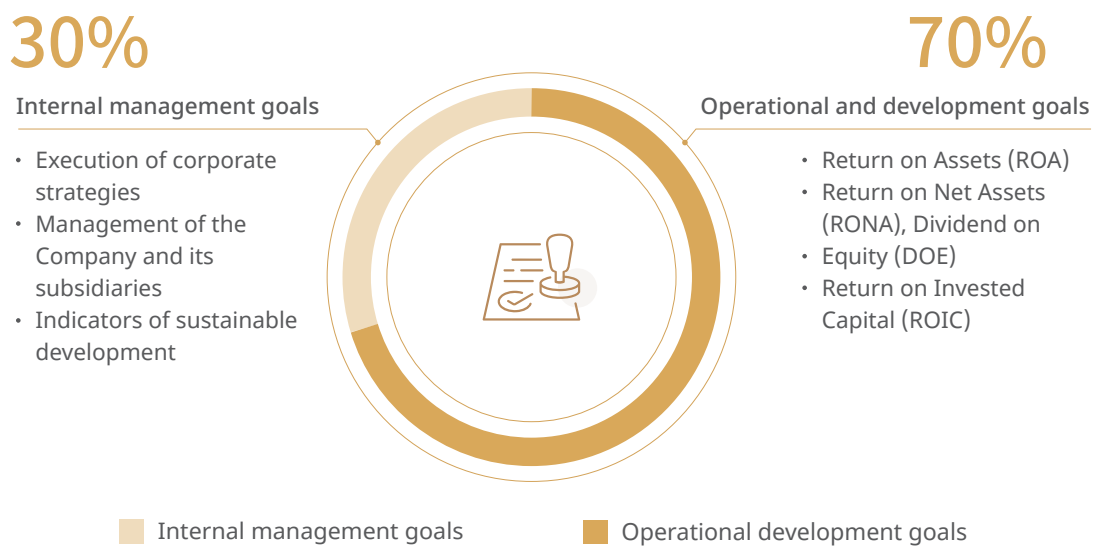 30%
Internal management goals
• Execution of corporate
strategies
• Management of the
Company and its
subsidiaries
• Indicators of sustainable
development
70%
Operational and development goals
• Return on Assets (ROA)
• Return on Net Assets
(RONA), Dividend on
• Equity (DOE)
• Return on Invested
Capital (ROIC)
Internal management goals
Operational development goals